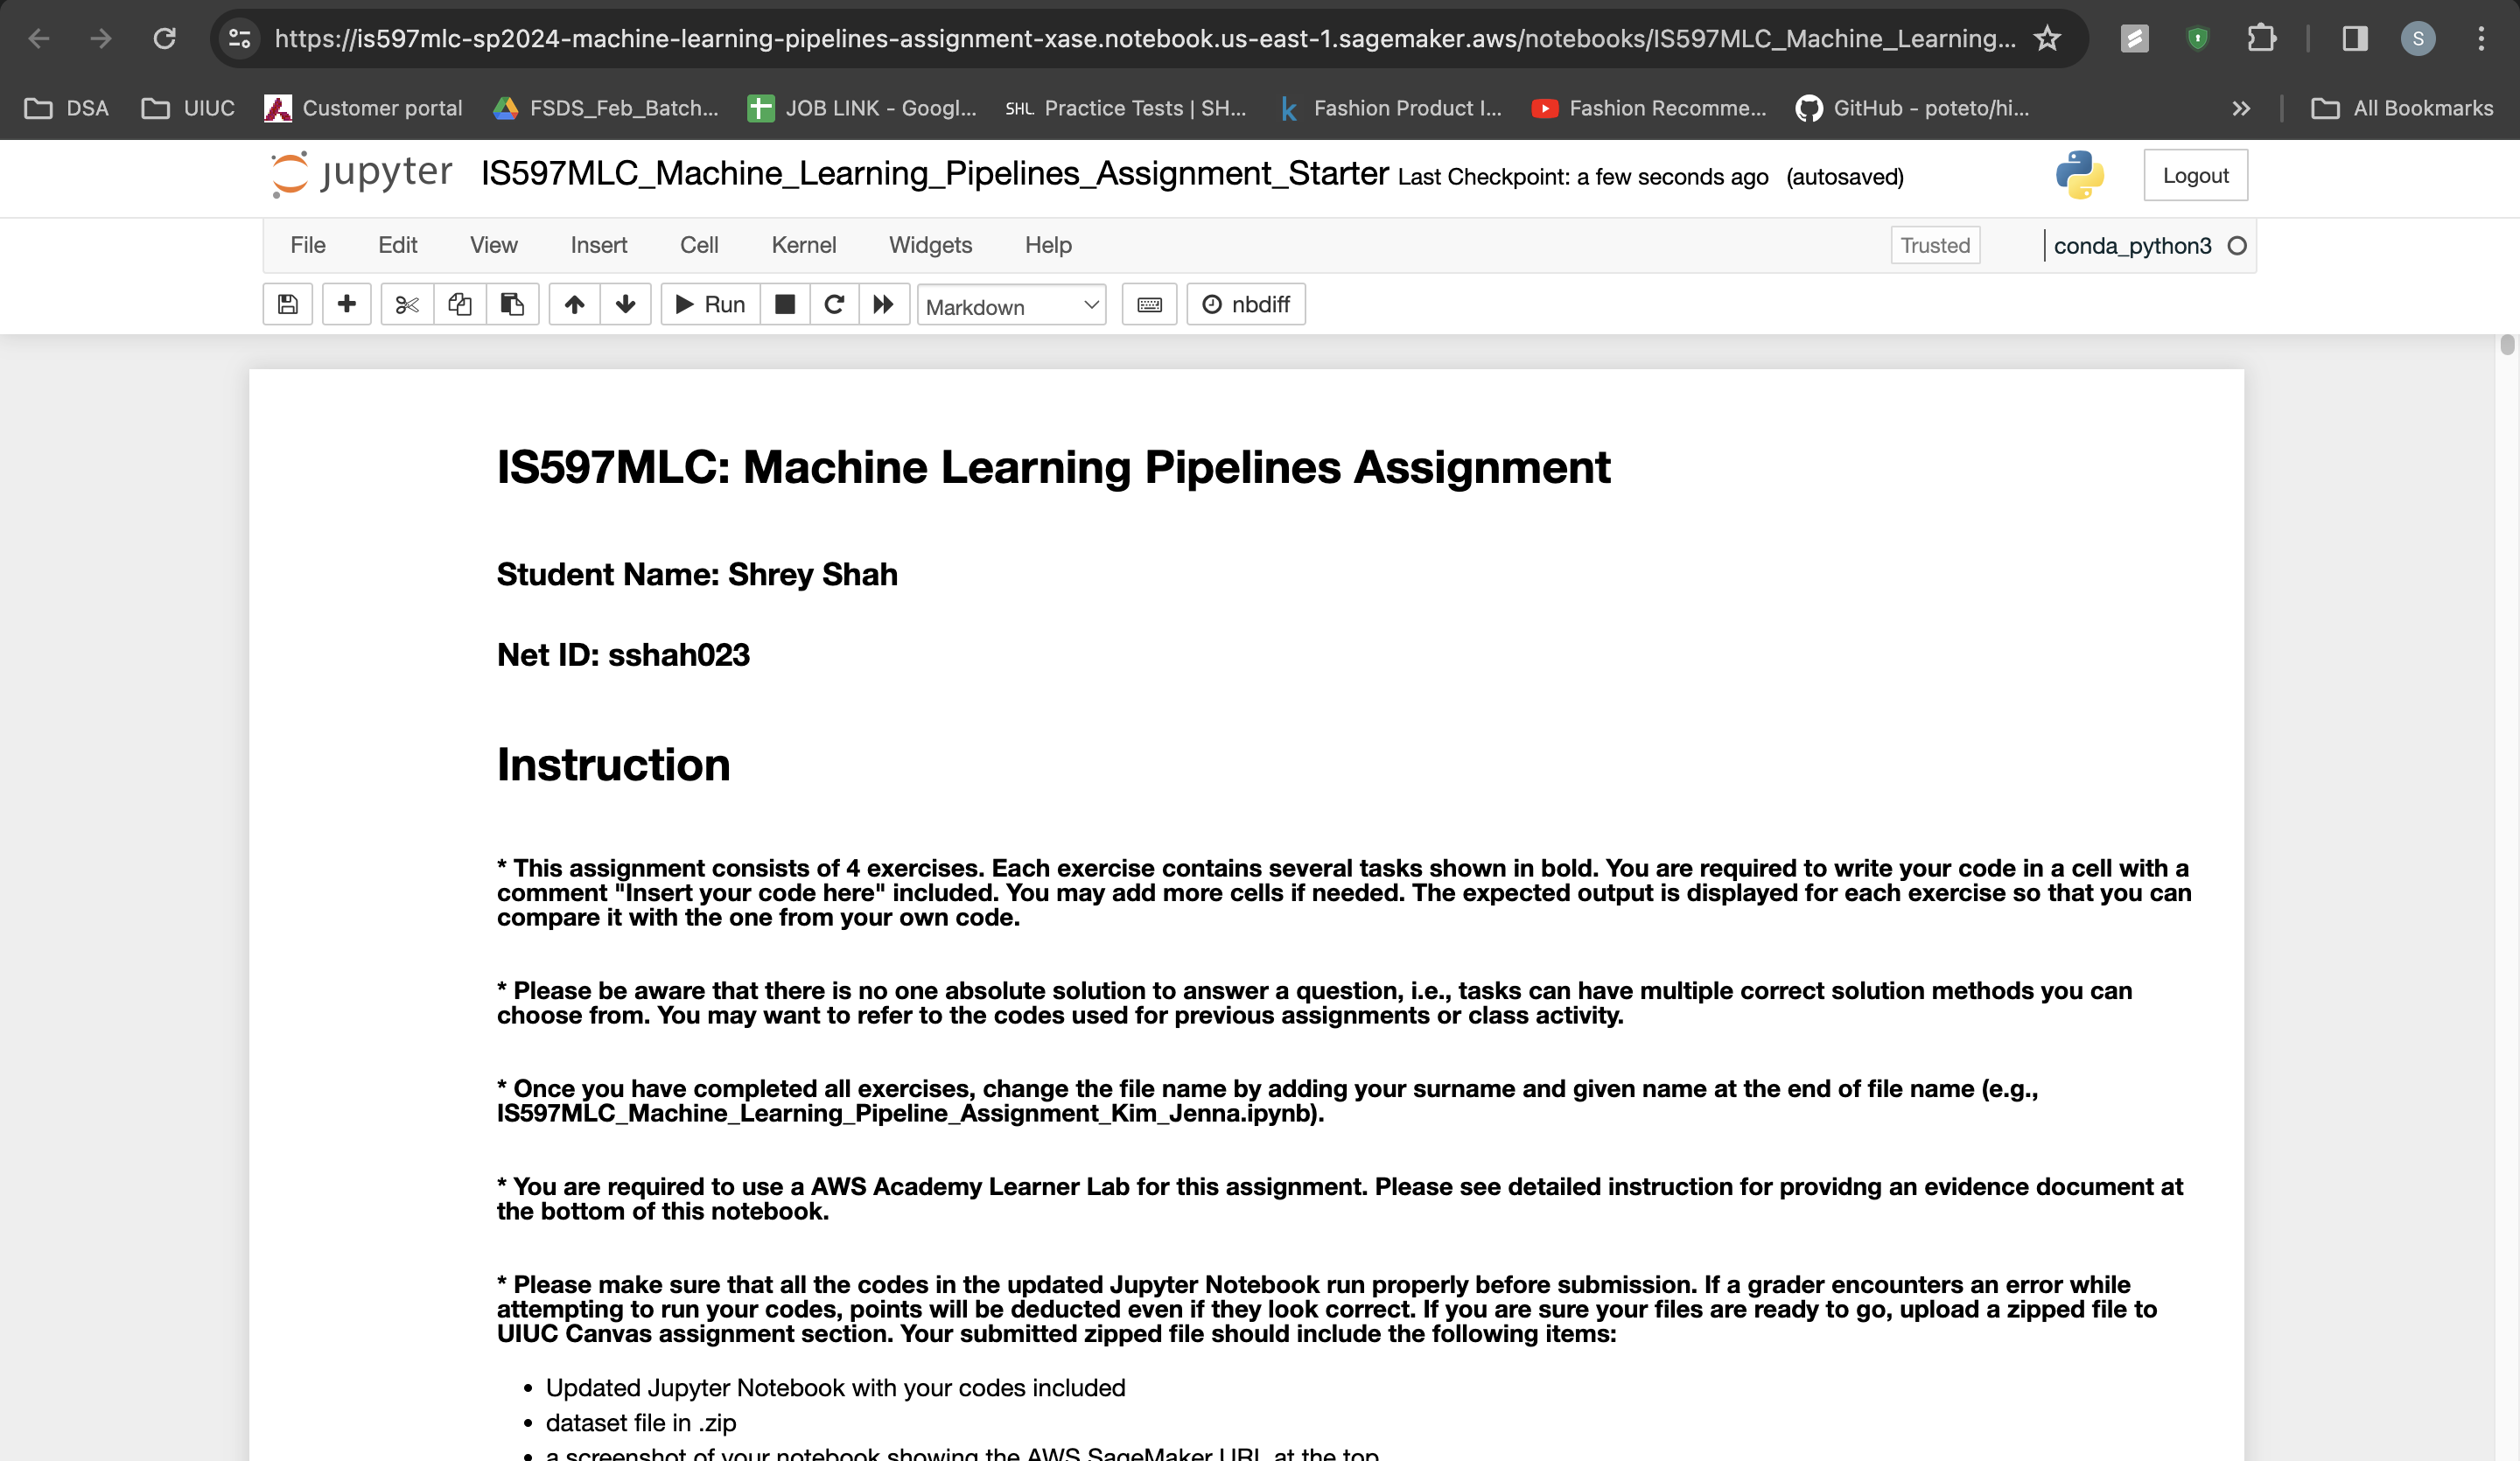 https://is597mlc-sp2024-machine-learning-pipelines-assignment-xase.notebook.us-east-1.sagemaker.aws/notebooks/IS597MLC_Machine_Learning... S
DSA UIUC Customer portal FSDS_Feb_Batch... JOB LINK - Googl... SHL Practice Tests | SH... k Fashion Product I... Fashion Recomme... GitHub - poteto/hi... » All Bookmarks
jupyter IS597MLC_Machine_Learning_Pipelines_Assignment_Starter Last Checkpoint: a few seconds ago (autosaved) Logout
File Edit View Insert Cell Kernel Widgets Help Trusted conda_python3
Run Markdown nbdiff
IS597MLC: Machine Learning Pipelines Assignment
Student Name: Shrey Shah
Net ID: sshah023
Instruction
* This assignment consists of 4 exercises. Each exercise contains several tasks shown in bold. You are required to write your code in a cell with a
comment "Insert your code here" included. You may add more cells if needed. The expected output is displayed for each exercise so that you can
compare it with the one from your own code.
* Please be aware that there is no one absolute solution to answer a question, i.e., tasks can have multiple correct solution methods you can
choose from. You may want to refer to the codes used for previous assignments or class activity.
* Once you have completed all exercises, change the file name by adding your surname and given name at the end of file name (e.g.,
IS597MLC_Machine_Learning_Pipeline_Assignment_Kim_Jenna.ipynb).
* You are required to use a AWS Academy Learner Lab for this assignment. Please see detailed instruction for providng an evidence document at
the bottom of this notebook.
* Please make sure that all the codes in the updated Jupyter Notebook run properly before submission. If a grader encounters an error while
attempting to run your codes, points will be deducted even if they look correct. If you are sure your files are ready to go, upload a zipped file to
UIUC Canvas assignment section. Your submitted zipped file should include the following items:
• Updated Jupyter Notebook with your codes included
• dataset file in .zip
• a screenshot of your notebook showing the AWS SageMaker URL at the top